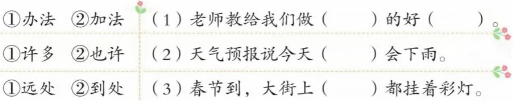 ①办法 ②加法 (1)老师教给我们做(　　)的好(　　)。
①许多 ②也许 (2)天气预报说今天(　　)会下雨。
①远处 ②到处 (3)春节到，大街上(　　)都挂着彩灯。